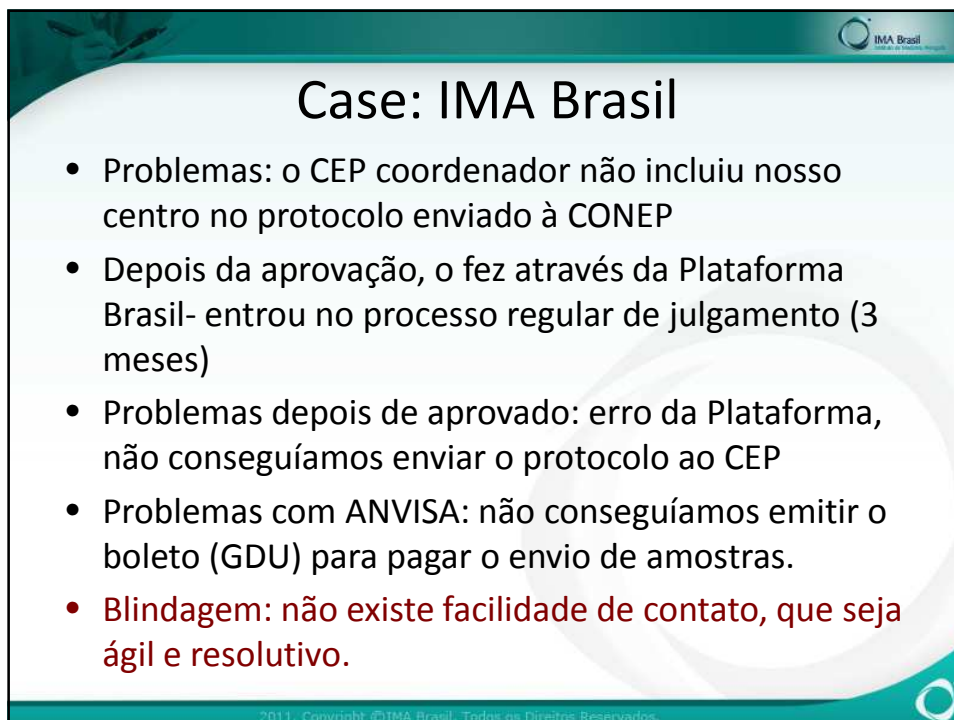 IMA Brasil
Case: IMA Brasil
• Problemas: o CEP coordenador não incluiu nosso
centro no protocolo enviado à CONEP
• Depois da aprovação, o fez através da Plataforma
Brasil- entrou no processo regular de julgamento (3
meses)
• Problemas depois de aprovado: erro da Plataforma,
não conseguíamos enviar o protocolo ao CEP
• Problemas com ANVISA: não conseguíamos emitir o
boleto (GDU) para pagar o envio de amostras.
• Blindagem: não existe facilidade de contato, que seja
ágil e resolutivo.
2011. Copyright ©IMA Brasil. Todos os Direitos Reservados.